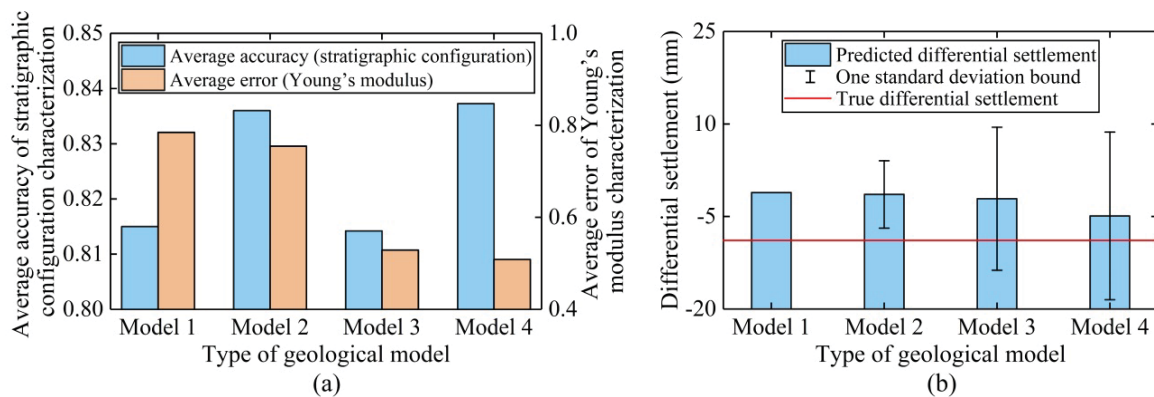 Average accuracy of stratigraphic
configuration characterization
0.85
0.84
0.83
0.82
0.81
0.80
Average accuracy (stratigraphic configuration)
Average error (Young's modulus)
1.0
0.8
0.6
0.4
Average error of Young's
modulus characterization
Model 1 Model 2 Model 3 Model 4
Type of geological model
(a)
Differential settlement (mm)
25
10
-5
-20
Predicted differential settlement
One standard deviation bound
True differential settlement
Model 1 Model 2 Model 3 Model 4
Type of geological model
(b)